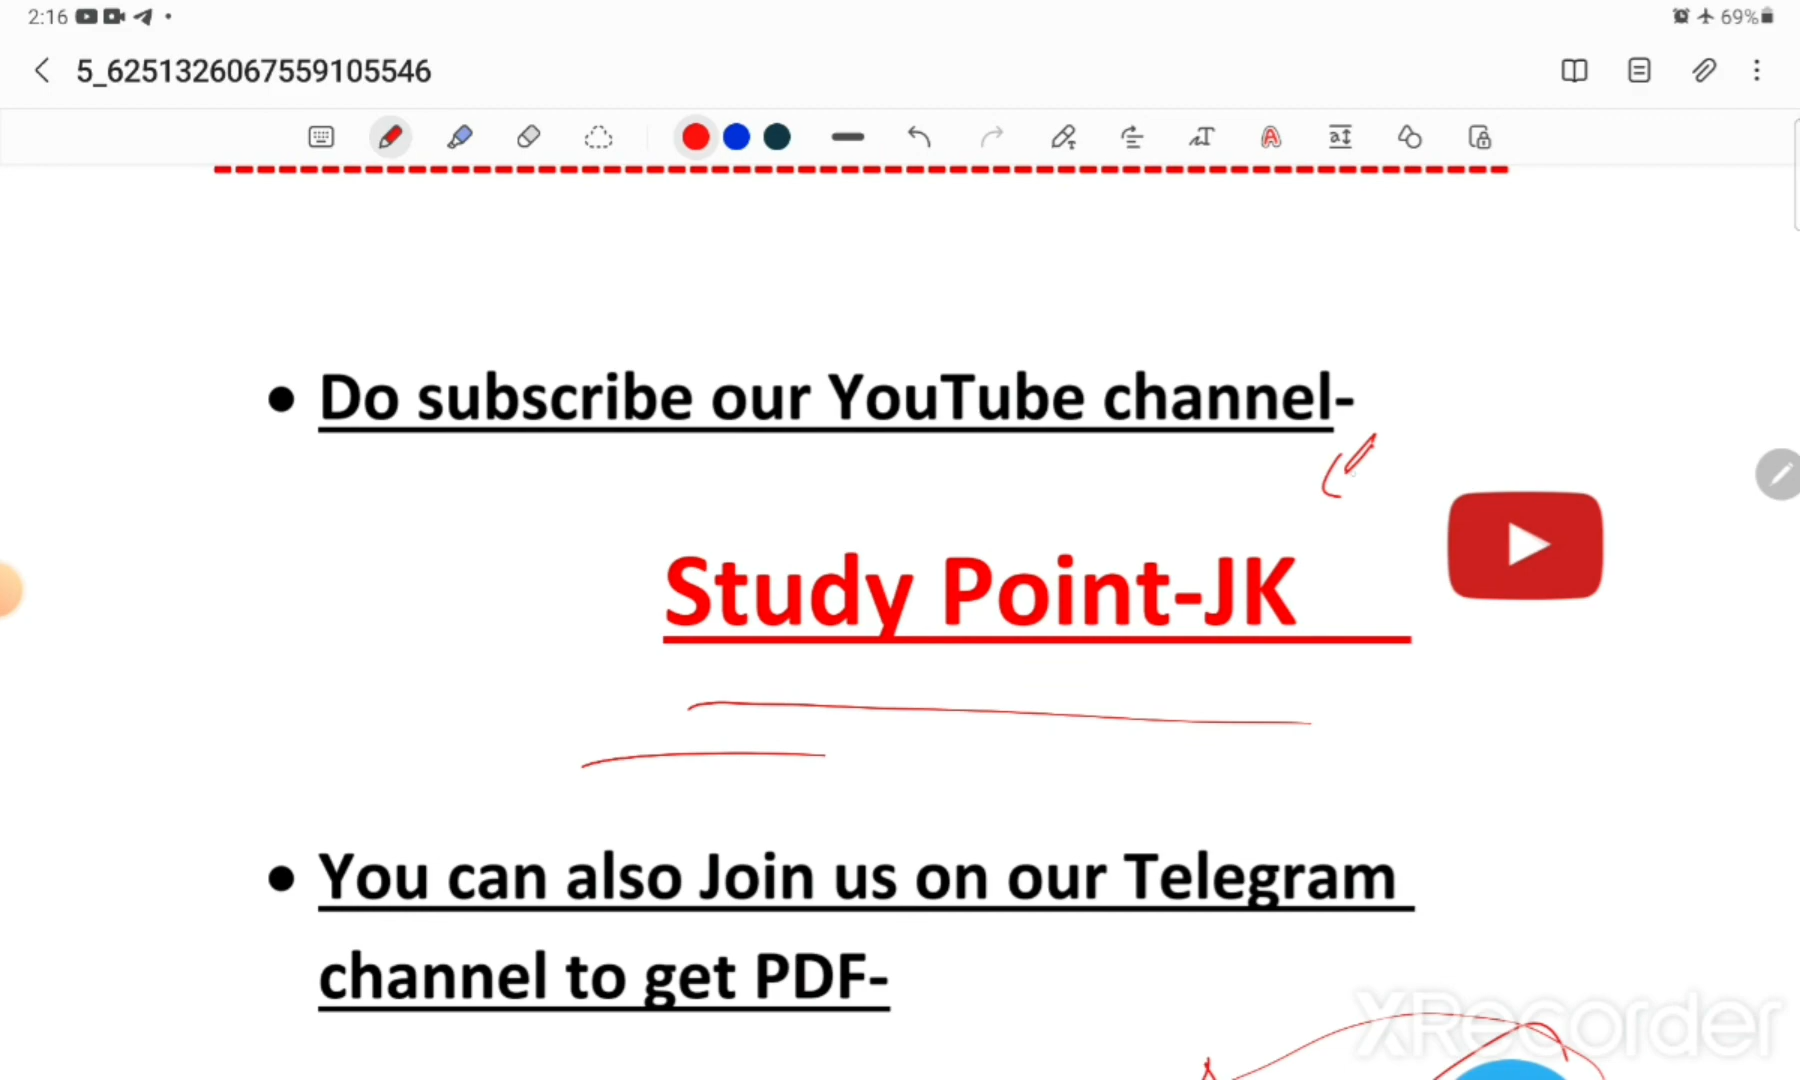 2:16
69%
5_6251326067559105546
• Do subscribe our YouTube channel-
Study Point-JK
• You can also Join us on our Telegram
channel to get PDF-
XRecorder